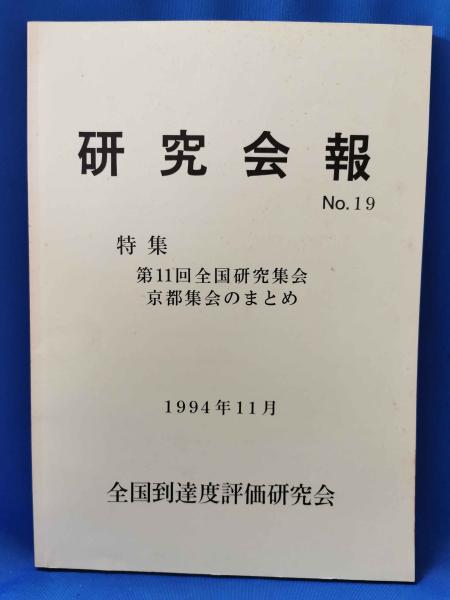 研究会報
No.19
特集
第11回全国研究集会
京都集会のまとめ
1994年11月
全国到達度評価研究会